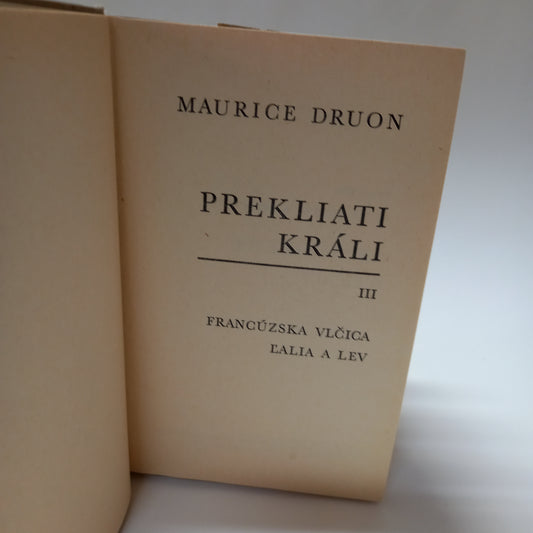 MAURICE DRUON
PREKLIATI
KRÁLI
III
FRANCÚZSKA VLČICA
ĽALIA A LEV